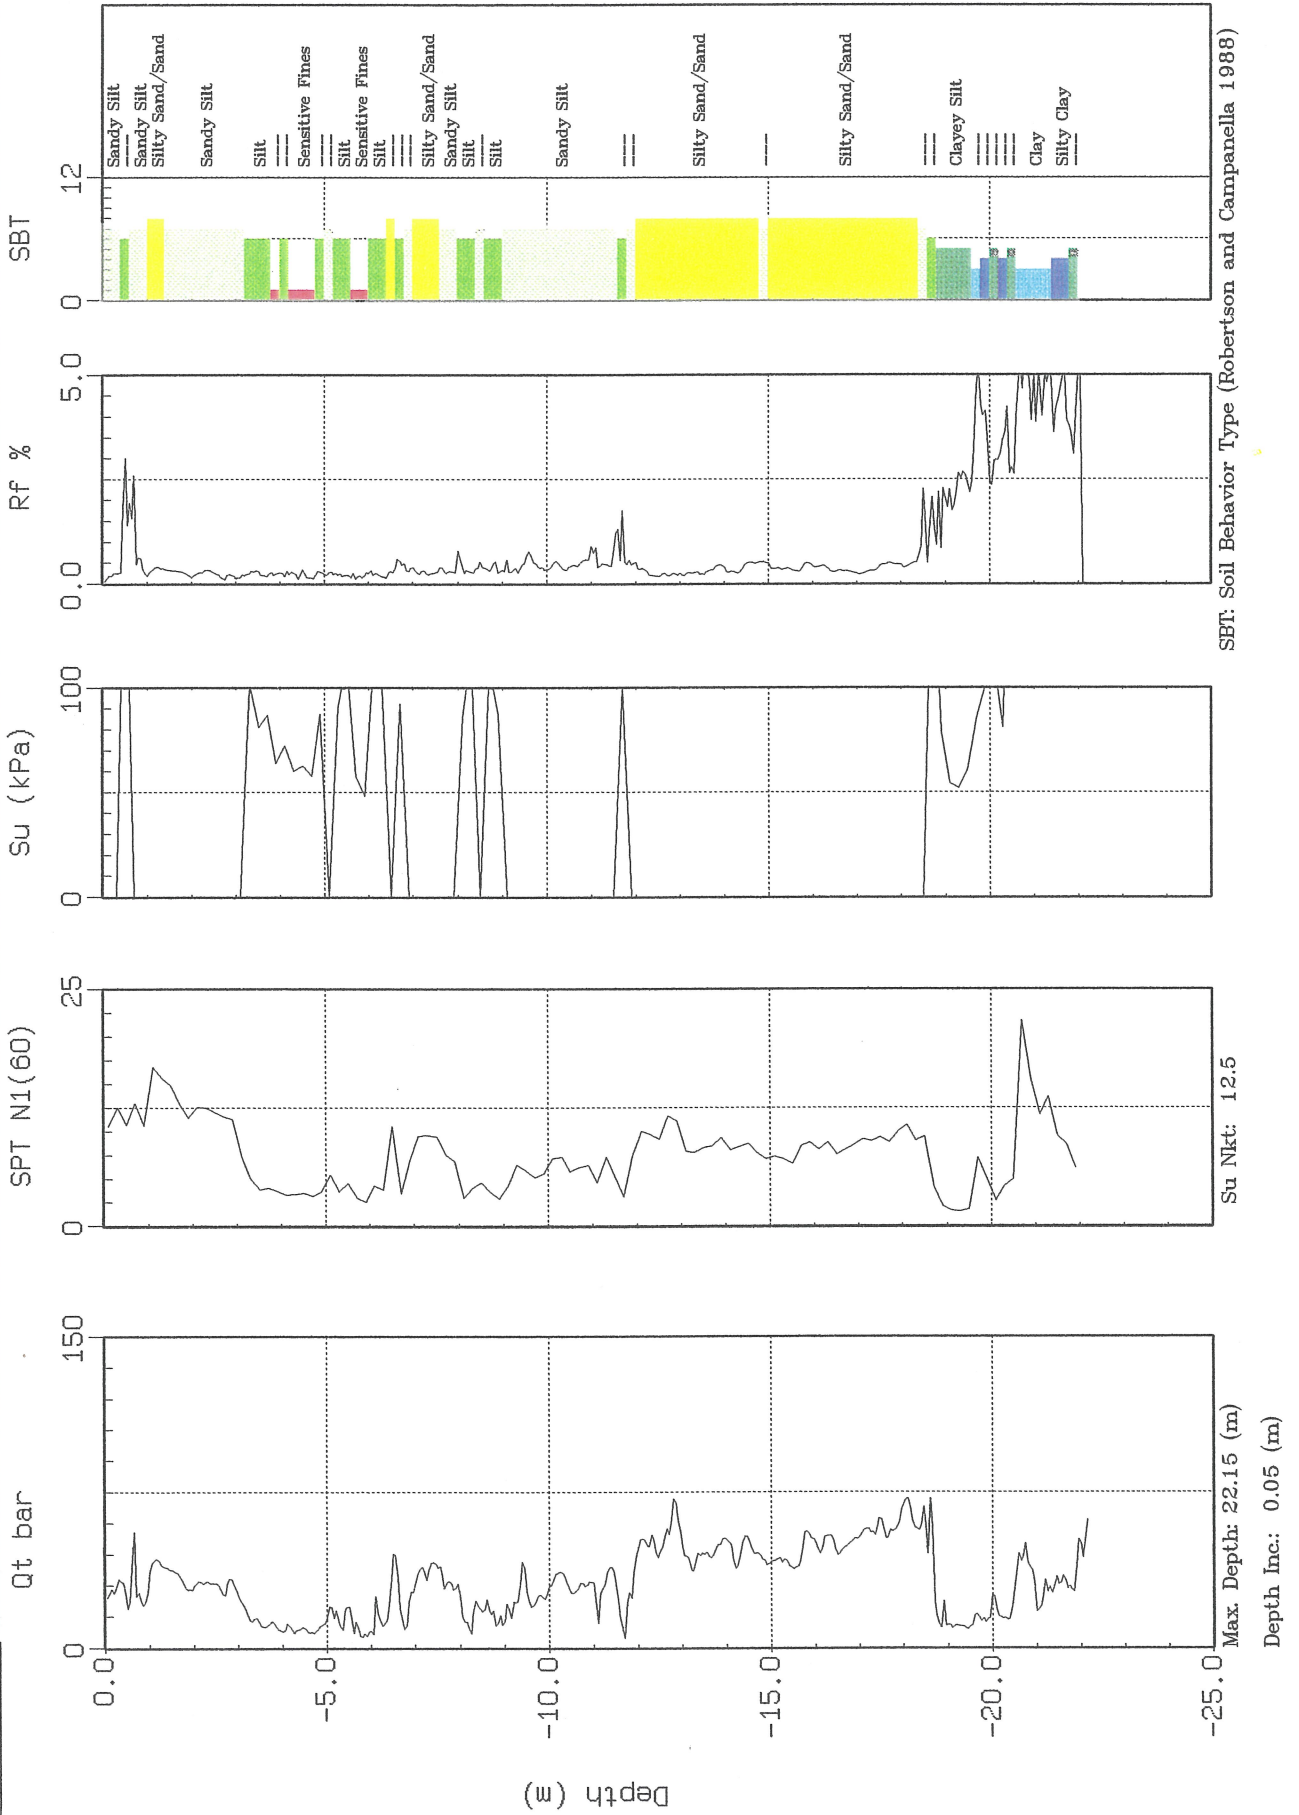 Qt bar
SPT N1(60)
Su (kPa)
Rf %
SBT
0
150
0
25
0
100
0.0
5.0
0
12
0.0
-5.0
-10.0
-15.0
-20.0
-25.0
Depth (m)
Sandy Silt
Sandy Silt
Silty Sand/Sand
Sandy Silt
Silt
Sensitive Fines
Silt
Sensitive Fines
Silt
Silty Sand/Sand
Sandy Silt
Silt
Silt
Sandy Silt
Silty Sand/Sand
Silty Sand/Sand
Clayey Silt
Clay
Silty Clay
Max. Depth: 22.15 (m)
Depth Inc.: 0.05 (m)
Su Nkt: 12.5
SBT: Soil Behavior Type (Robertson and Campanella 1988)